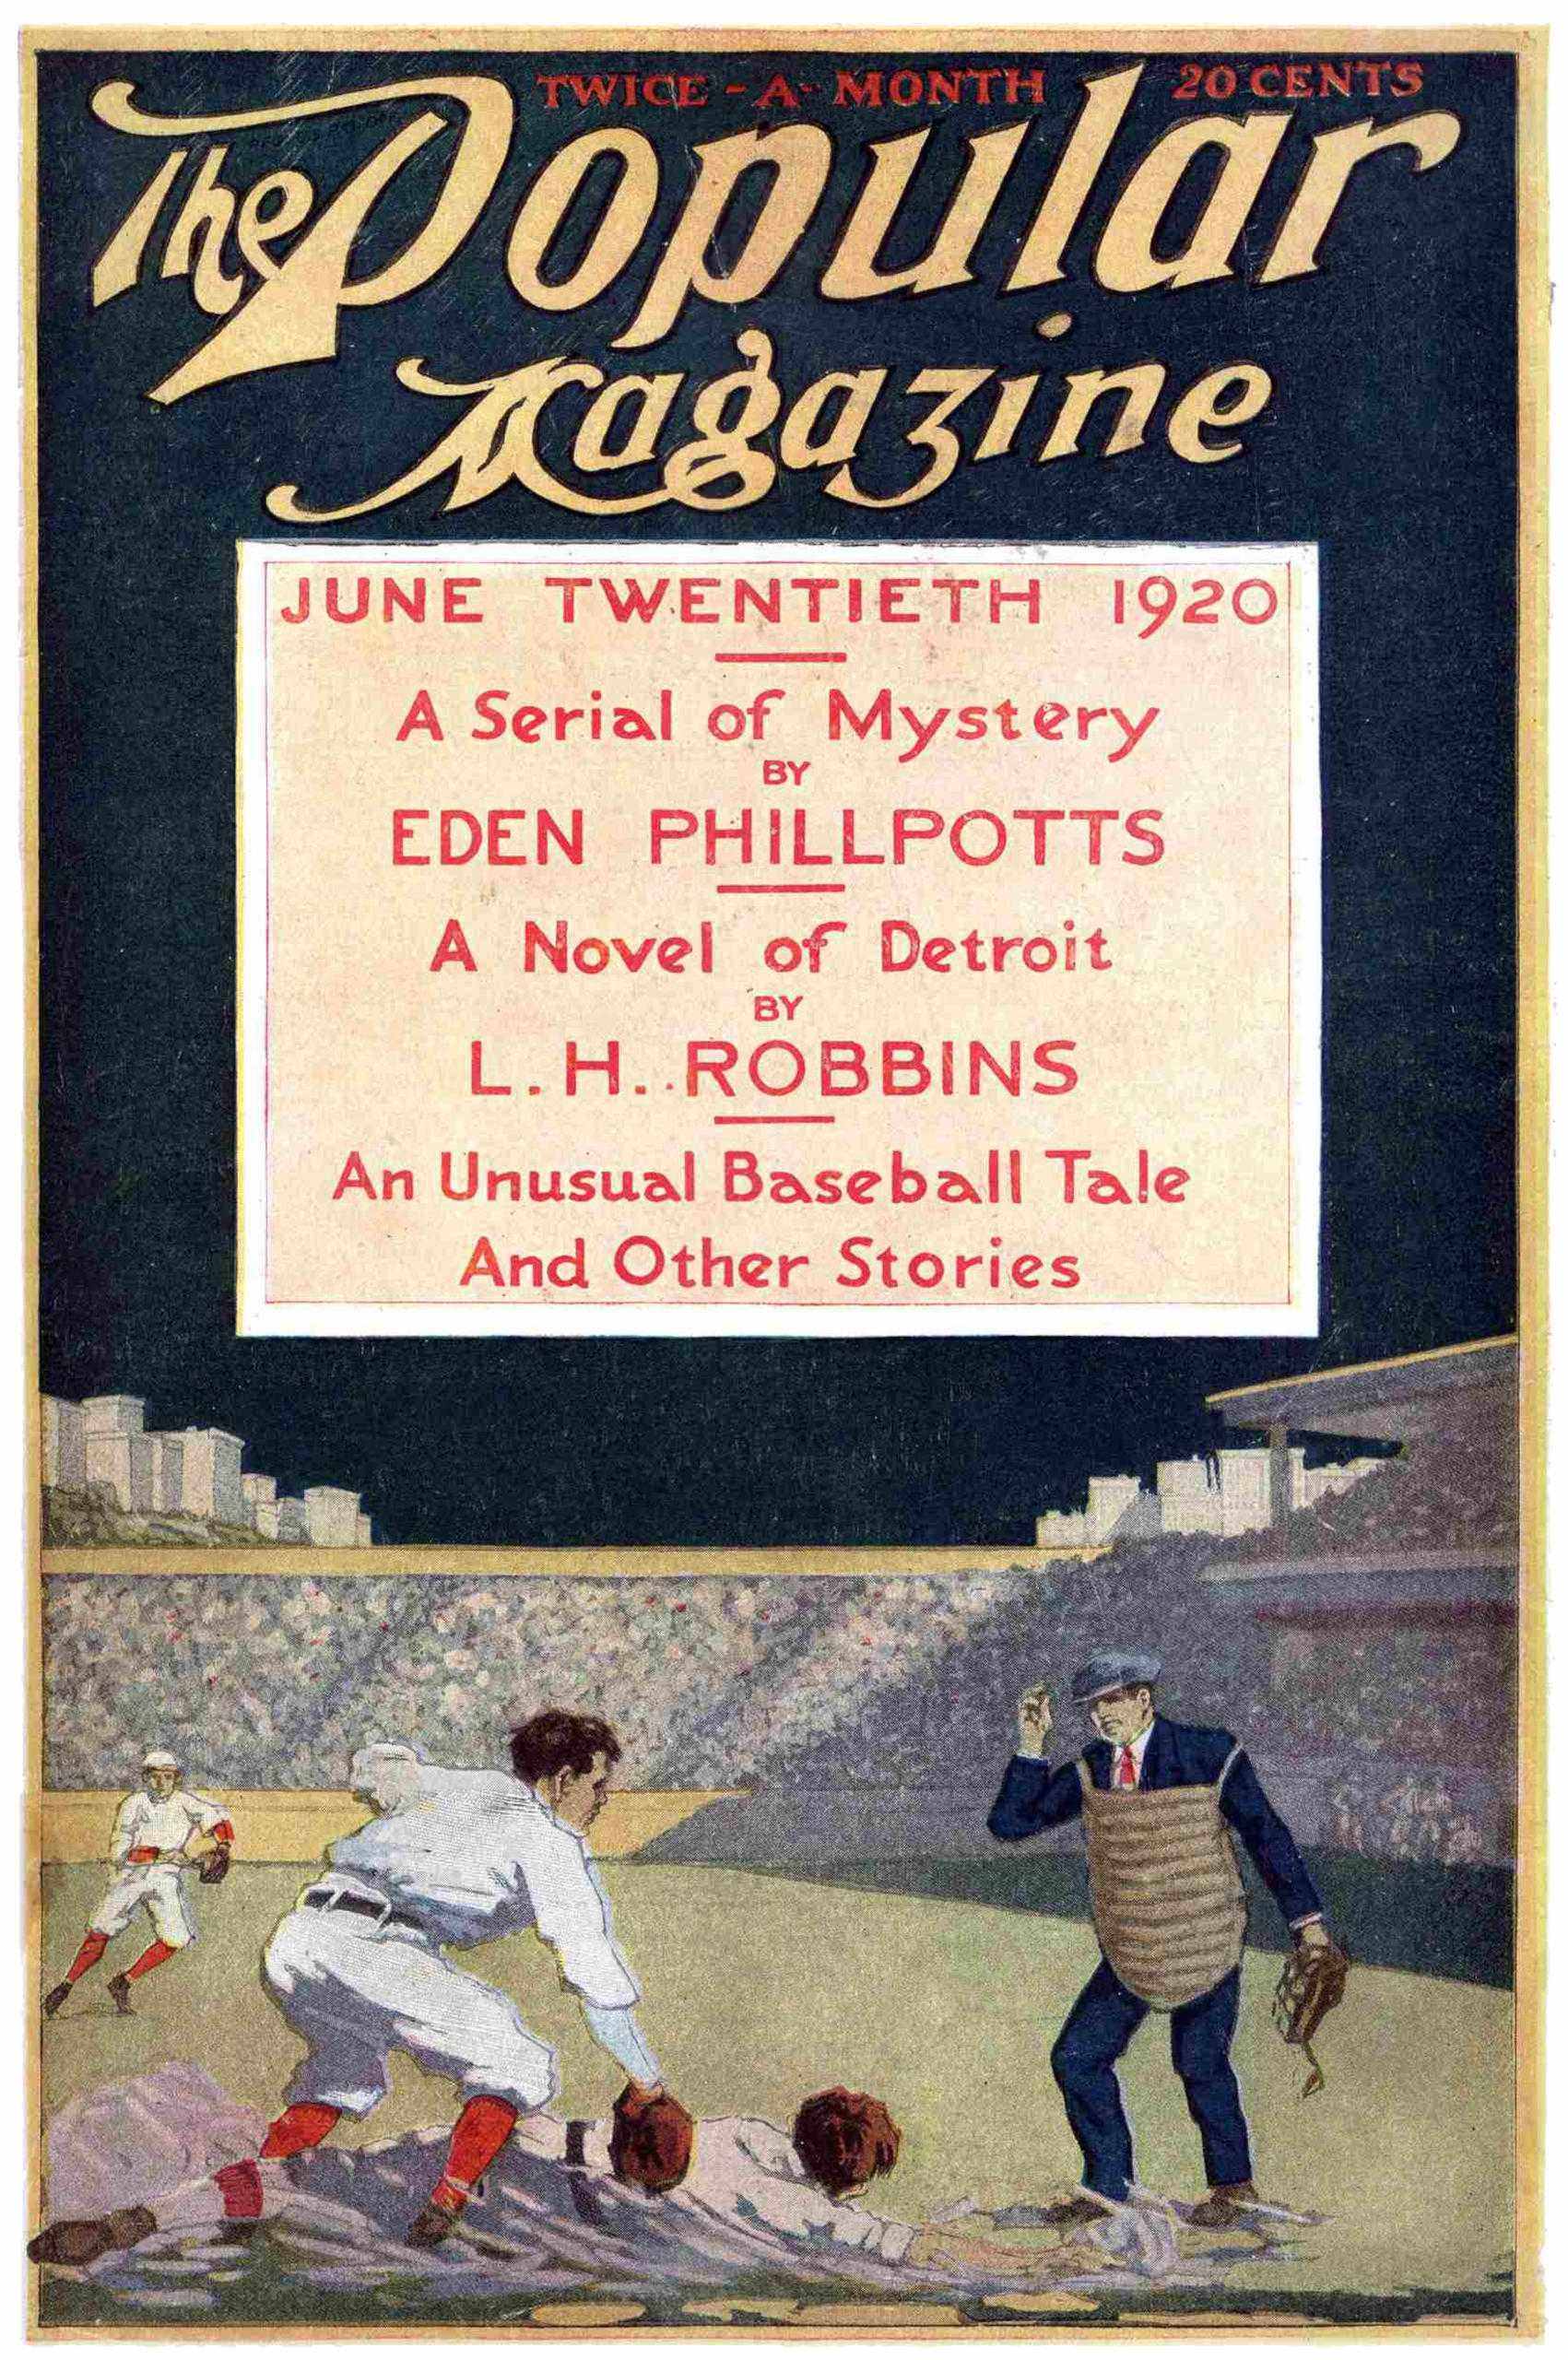 TWICE-A-MONTH 20 CENTS
The Popular
Magazine
JUNE TWENTIETH 1920
A Serial of Mystery
BY
EDEN PHILLPOTTS
A Novel of Detroit
BY
L. H. ROBBINS
An Unusual Baseball Tale
And Other Stories